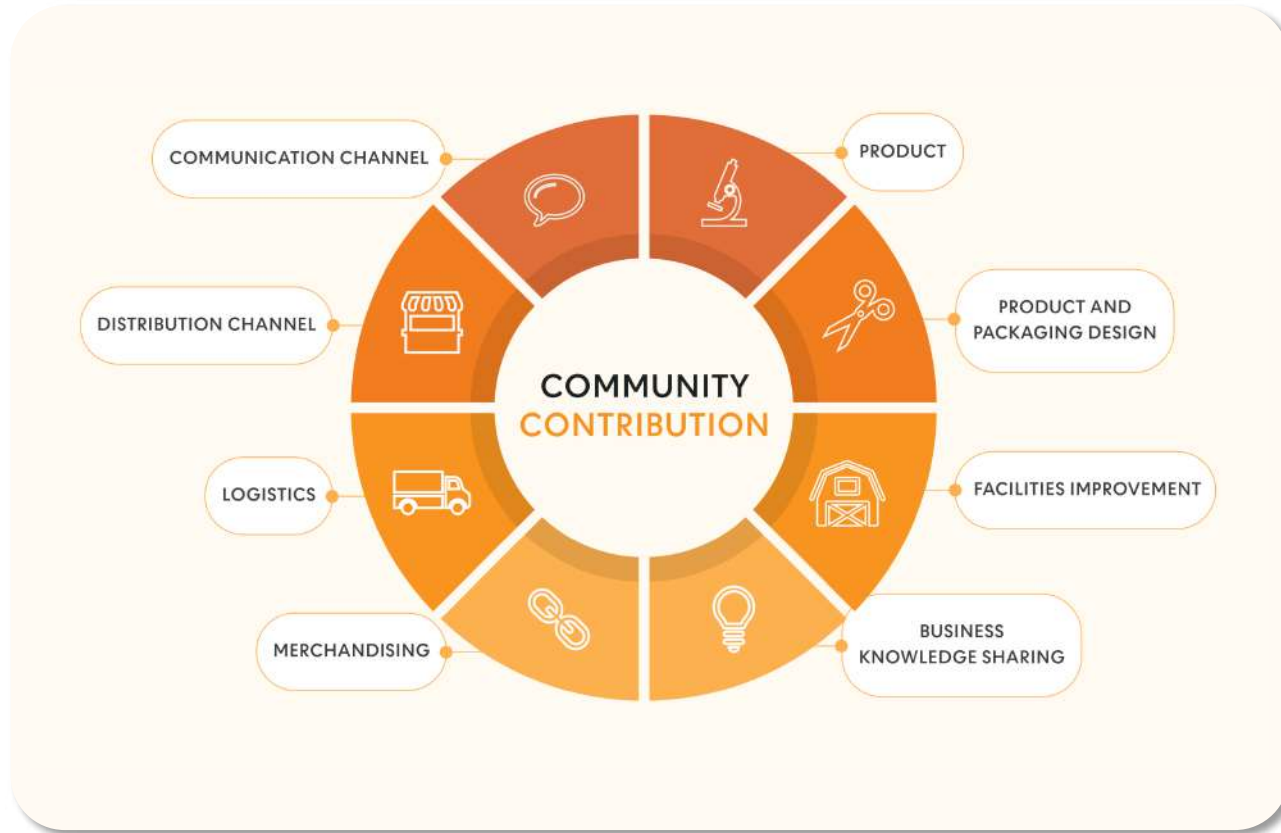 COMMUNICATION CHANNEL
PRODUCT
DISTRIBUTION CHANNEL
PRODUCT AND
PACKAGING DESIGN
COMMUNITY
CONTRIBUTION
LOGISTICS
FACILITIES IMPROVEMENT
MERCHANDISING
BUSINESS
KNOWLEDGE SHARING